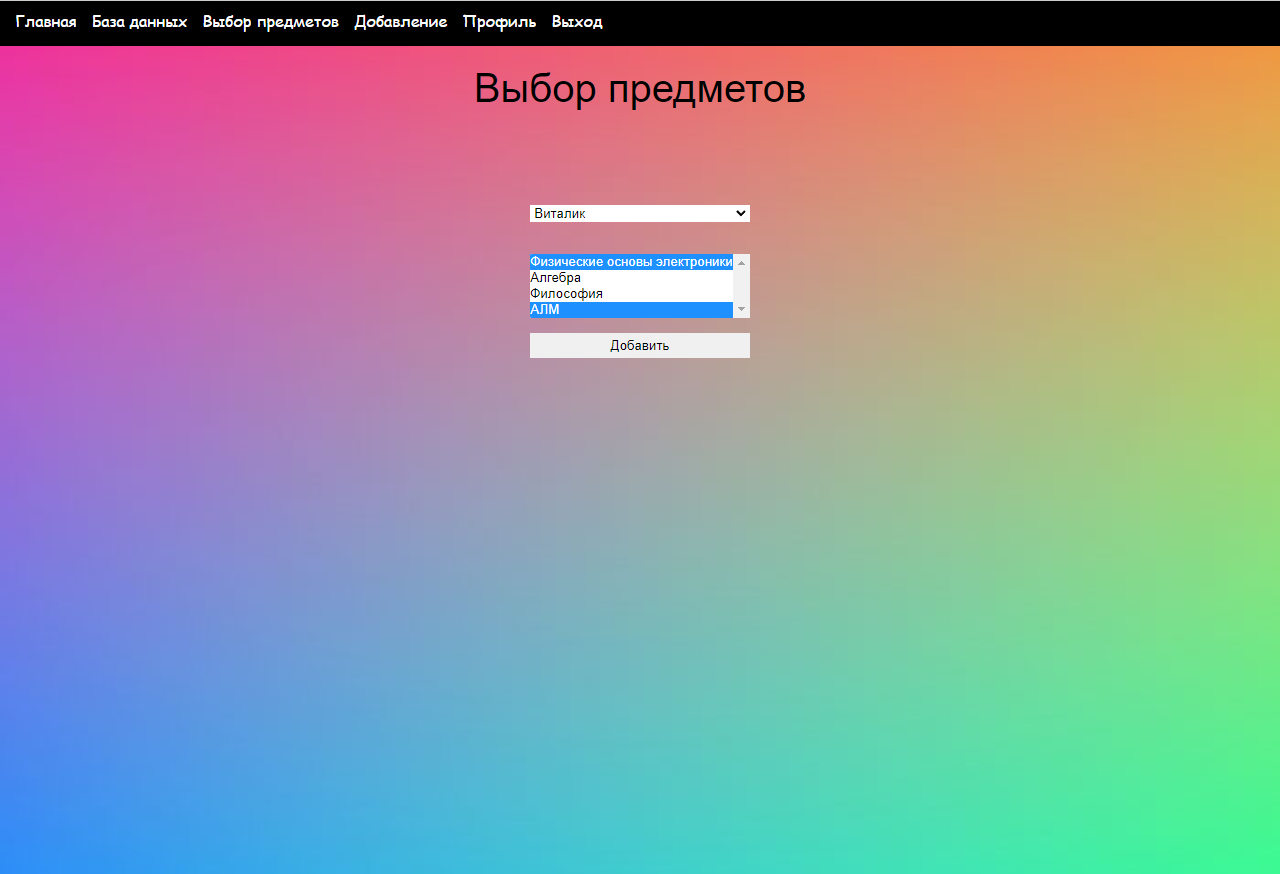 Главная База данных Выбор предметов Добавление Профиль Выход
Выбор предметов
Виталик
Физические основы электроники
Алгебра
Философия
АЛМ
Добавить